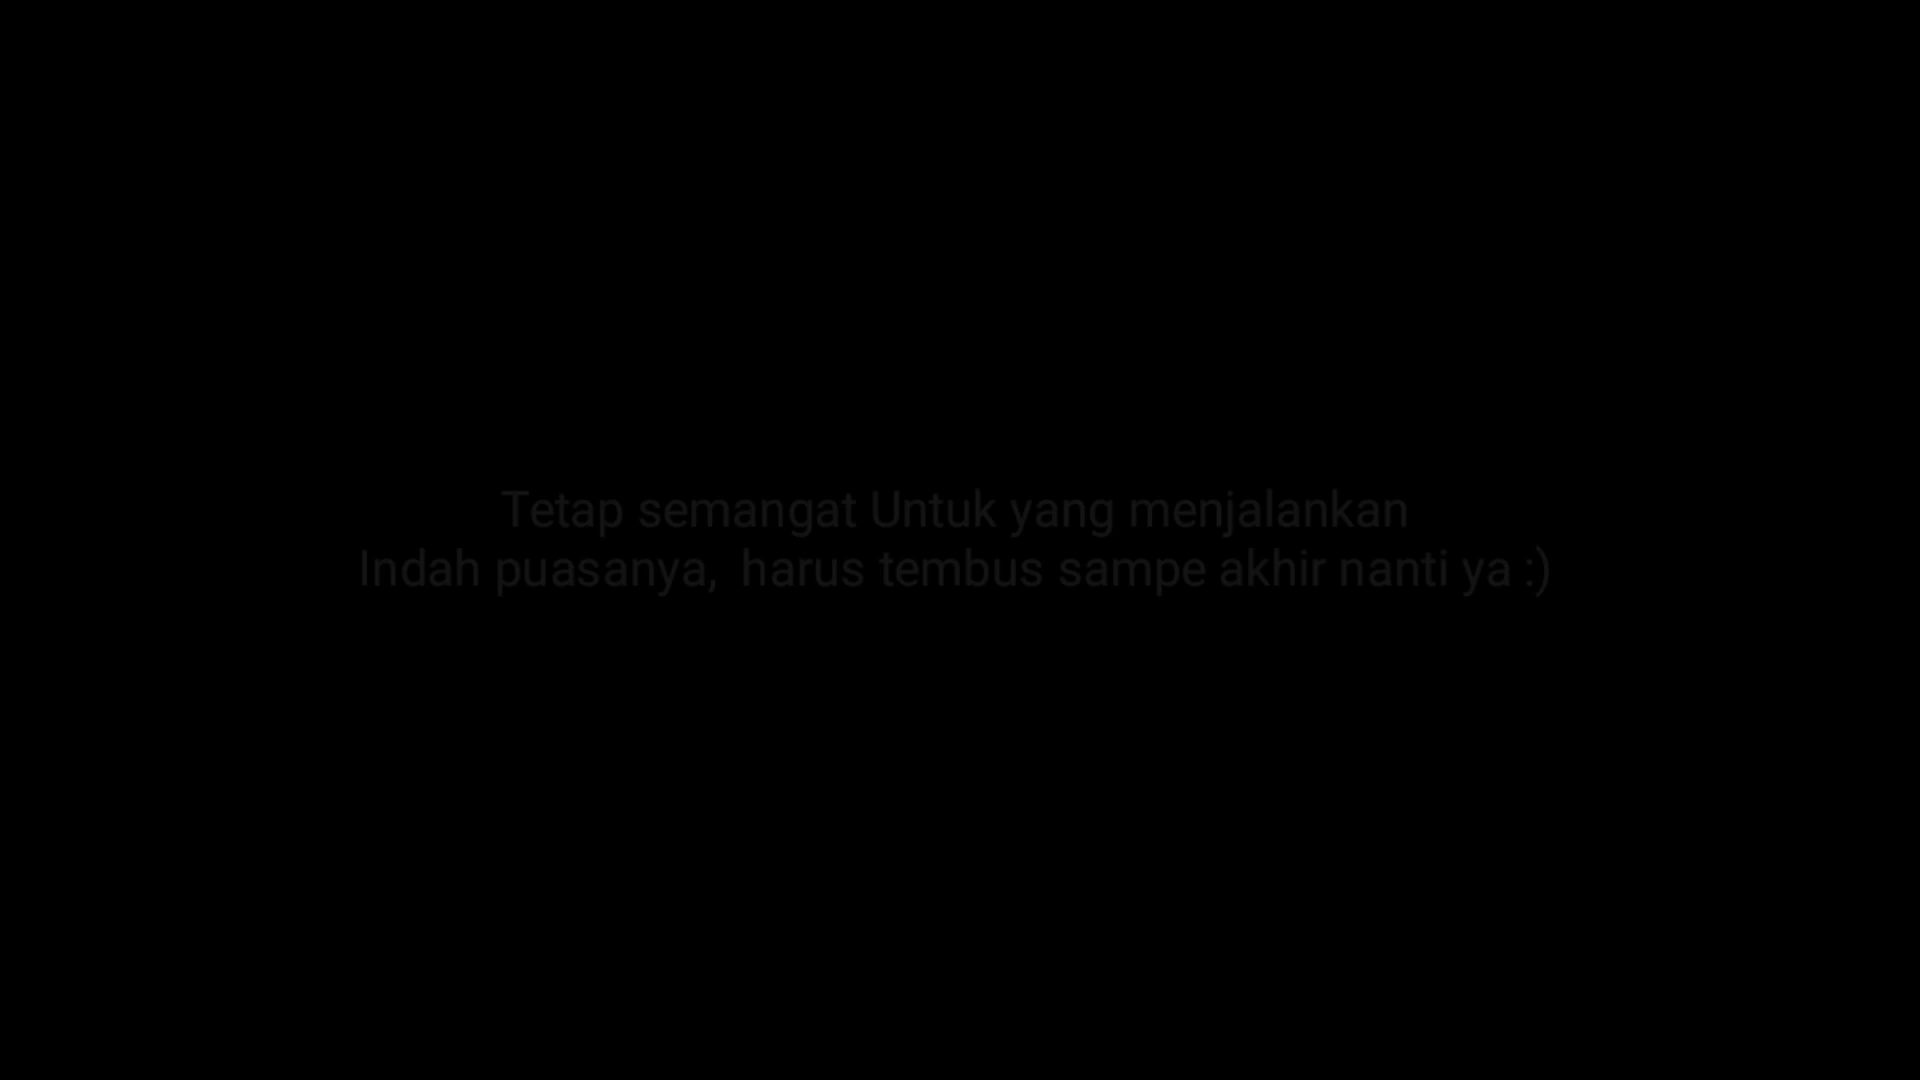 Tetap semangat Untuk yang menjalankan
Indah puasanya,  harus tembus sampe akhir nanti ya :)